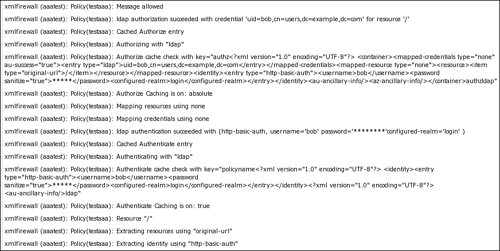 xmlfirewall (aaatest): Policy(testaaa): Message allowed
xmlfirewall (aaatest): Policy(testaaa): ldap authorization succeeded with credential 'uid=bob,cn=users,dc=example,dc=com' for resource '/'
xmlfirewall (aaatest): Policy(testaaa): Cached Authorize entry
xmlfirewall (aaatest): Policy(testaaa): Authorizing with "ldap"
xmlfirewall (aaatest): Policy(testaaa): Authorize cache check with key="authz<?xml version="1.0" encoding="UTF-8"?> <container><mapped-credentials type="none"
au-success="true"><entry type="ldap">uid=bob,cn=users,dc=example,dc=com</entry></mapped-credentials><mapped-resource type="none"><resource><item
type="original-url">/</item></resource></mapped-resource><identity><entry type="http-basic-auth"><username>bob</username><password
sanitize="true">*****</password><configured-realm>login</configured-realm></entry></identity><au-ancillary-info/><az-ancillary-info/></container>authzldap"
xmlfirewall (aaatest): Policy(testaaa): Authorize Caching is on: absolute
xmlfirewall (aaatest): Policy(testaaa): Mapping resources using none
xmlfirewall (aaatest): Policy(testaaa): Mapping credentials using none
xmlfirewall (aaatest): Policy(testaaa): ldap authentication succeeded with (http-basic-auth, username='bob' password='********'configured-realm='login' )
xmlfirewall (aaatest): Policy(testaaa): Cached Authenticate entry
xmlfirewall (aaatest): Policy(testaaa): Authenticating with "ldap"
xmlfirewall (aaatest): Policy(testaaa): Authenticate cache check with key="policyname<?xml version="1.0" encoding="UTF-8"?> <identity><entry
type="http-basic-auth"><username>bob</username><password
sanitize="true">*****</password><configured-realm>login</configured-realm></entry></identity><?xml version="1.0" encoding="UTF-8"?>
<au-ancillary-info/>ldap"
xmlfirewall (aaatest): Policy(testaaa): Authenticate Caching is on: true
xmlfirewall (aaatest): Policy(testaaa): Resource "/"
xmlfirewall (aaatest): Policy(testaaa): Extracting resources using "original-url"
xmlfirewall (aaatest): Policy(testaaa): Extracting identity using "http-basic-auth"